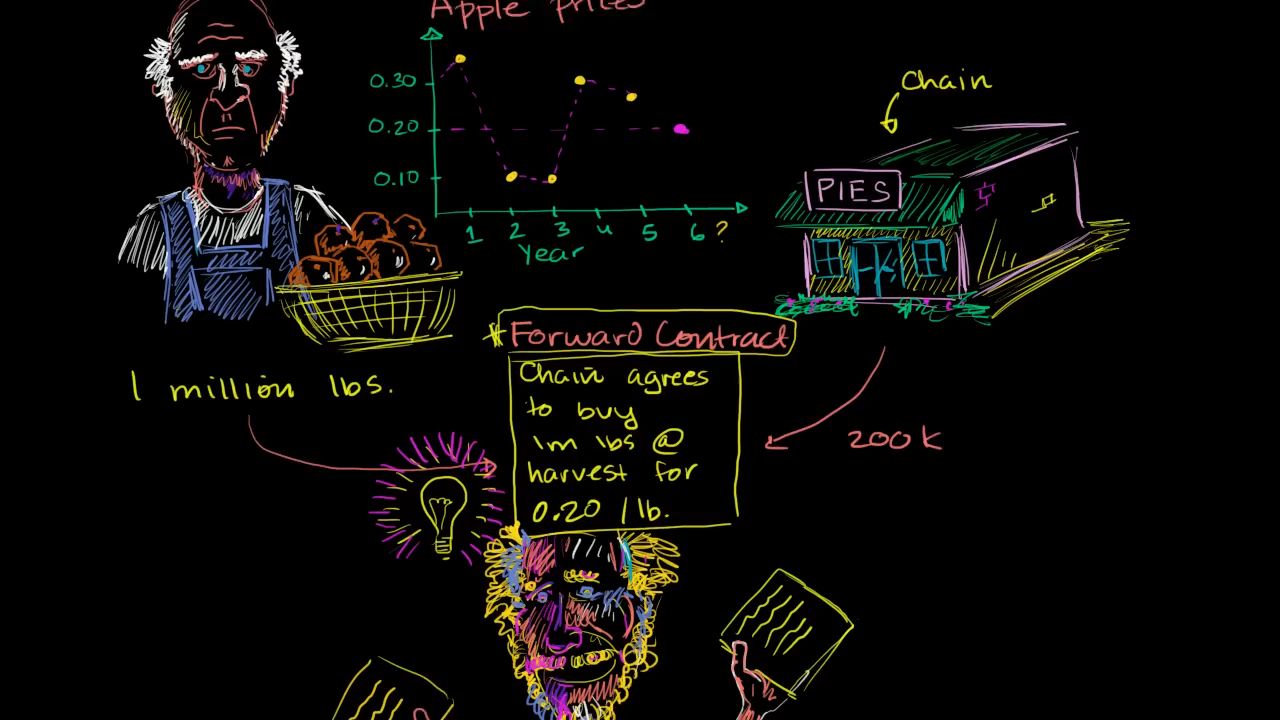 Apple prices
0.30
0.20
0.10
1 2 3 4 5 6 ?
Year
Chain
PIES
1 million lbs.
* Forward Contract
Chain agrees
to buy
1m lbs @
harvest for
0.20 / lb.
200k